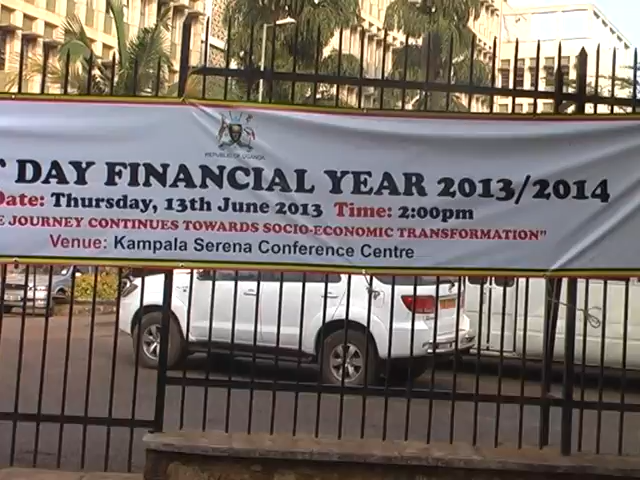 REPUBLIC OF UGANDA
DAY FINANCIAL YEAR 2013/2014
Date: Thursday, 13th June 2013 Time: 2:00pm
JOURNEY CONTINUES TOWARDS SOCIO-ECONOMIC TRANSFORMATION"
Venue: Kampala Serena Conference Centre